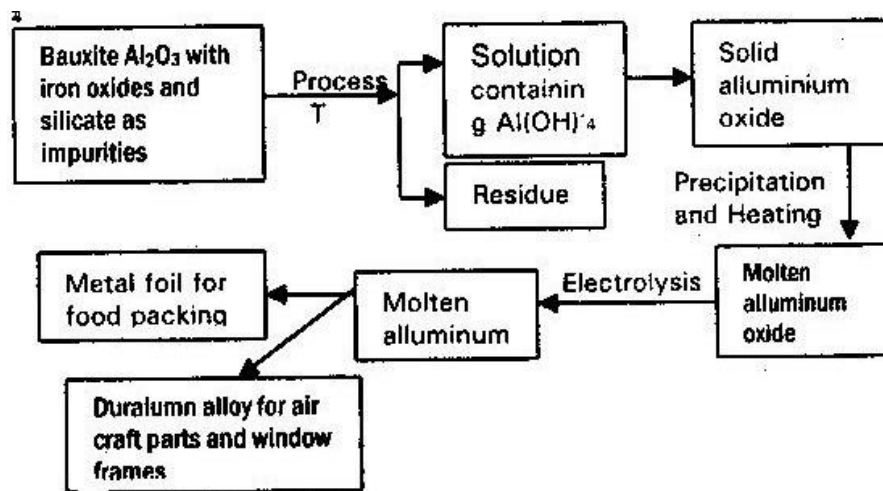 Bauxite Al₂O₃ with
iron oxides and
silicate as
impurities
Process
T
Solution
containin
g Al(OH)⁻₄
Residue
Solid
alluminium
oxide
Precipitation
and Heating
Molten
alluminum
oxide
Electrolysis
Molten
alluminum
Metal foil for
food packing
Duralumn alloy for air
craft parts and window
frames